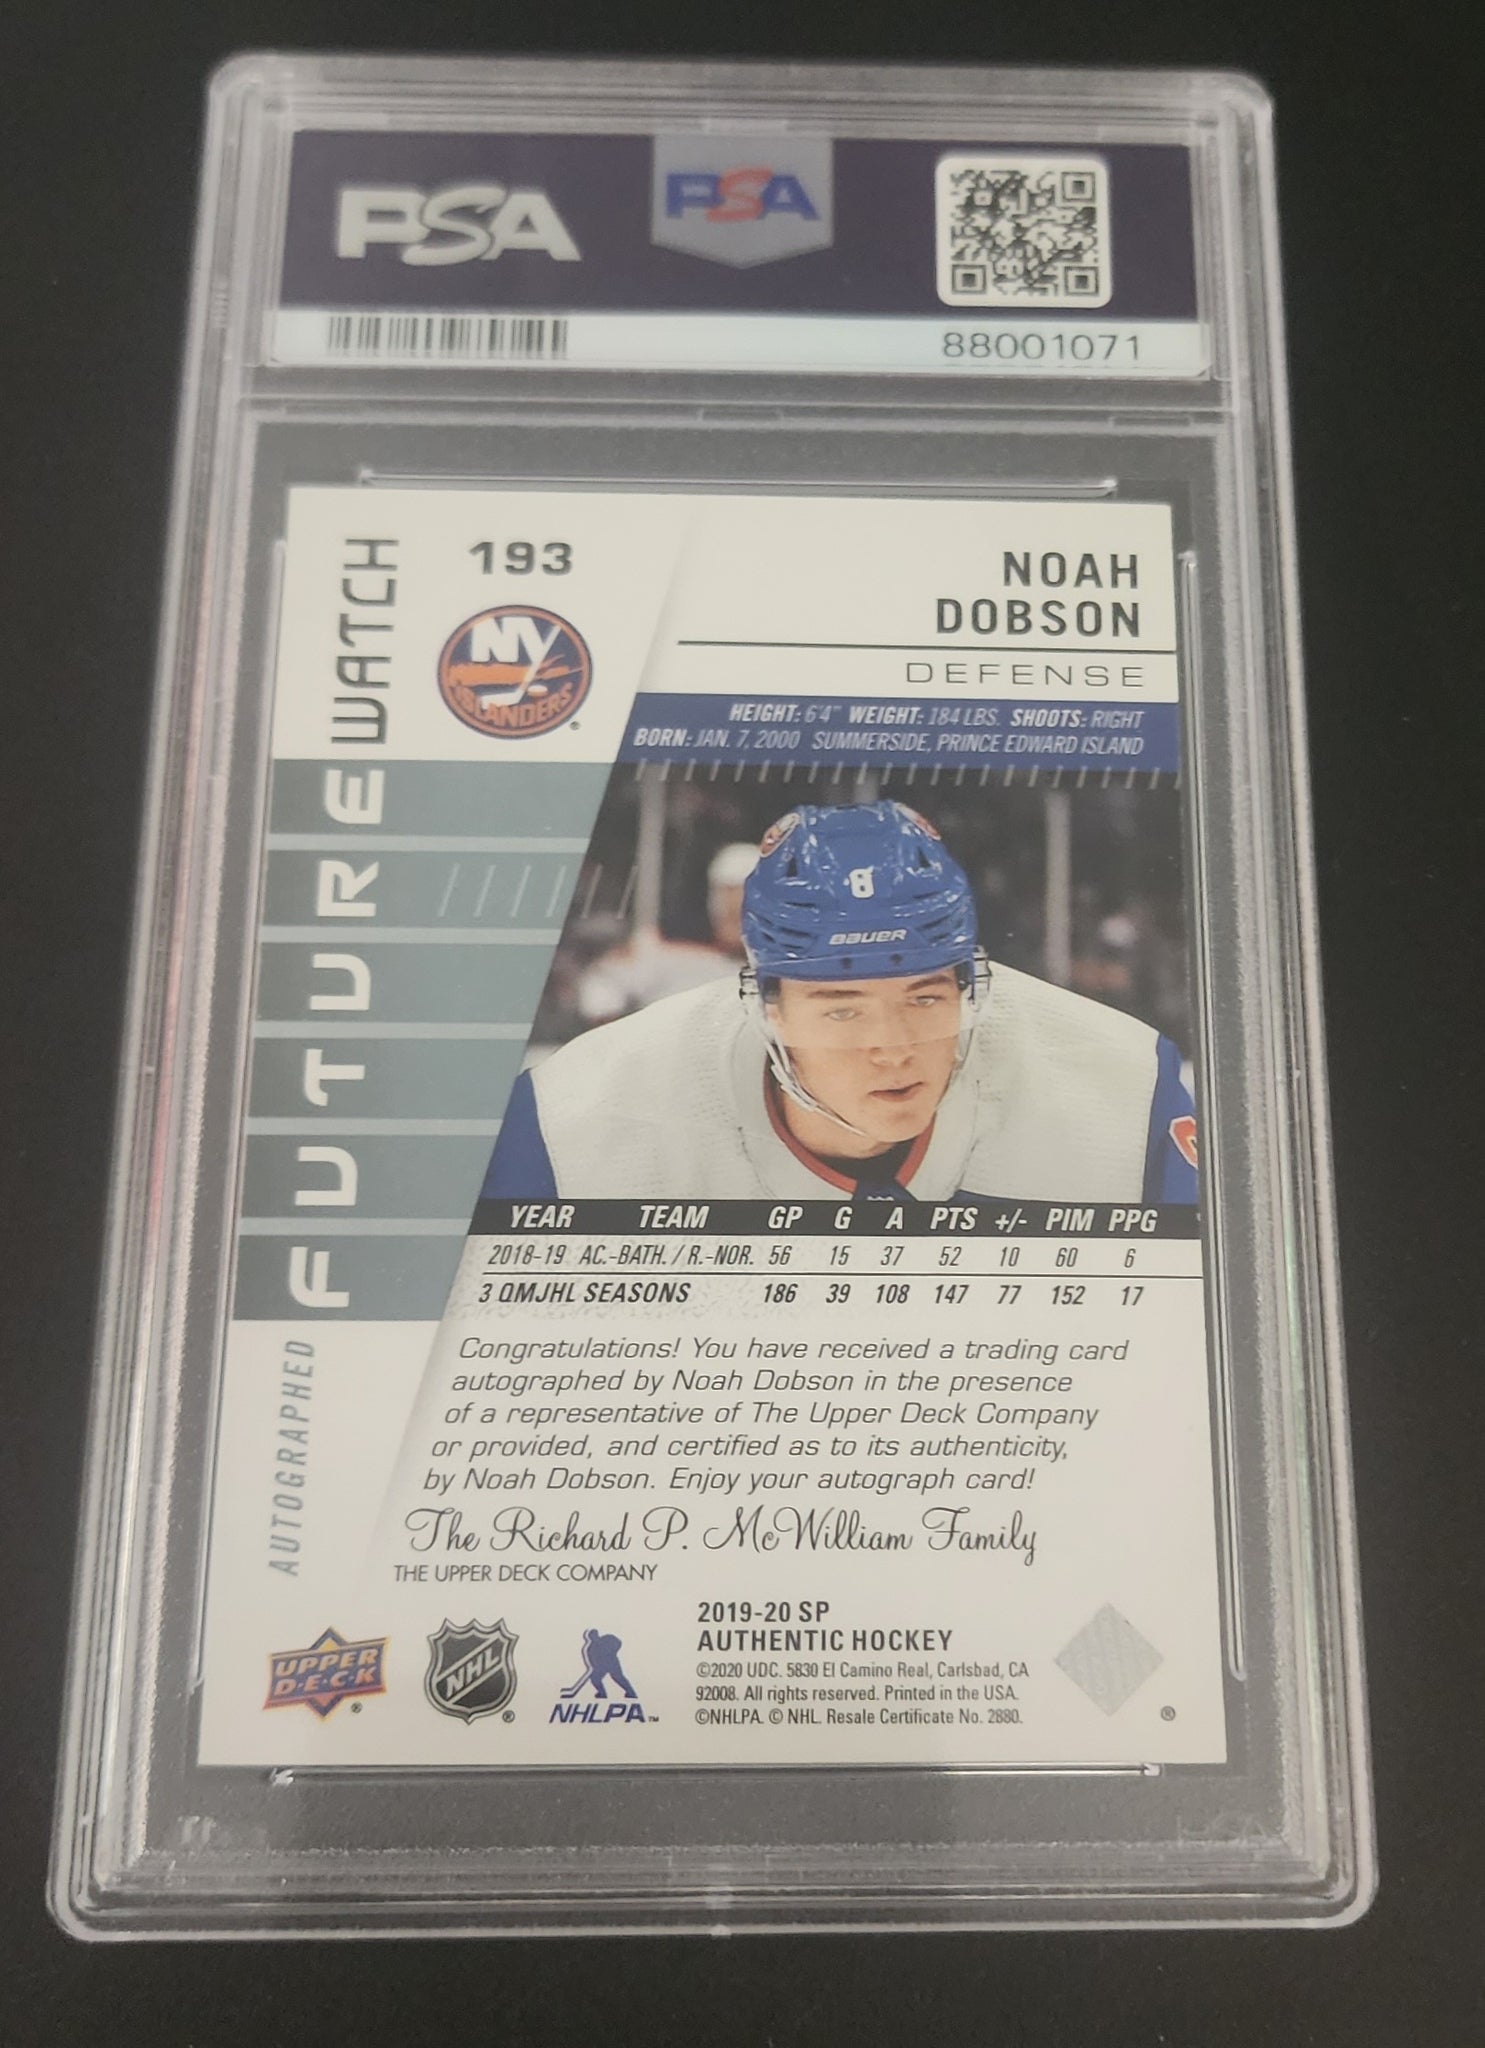 PSA
PSA
88001071
193
NY
ISLANDERS
NOAH
DOBSON
DEFENSE
HEIGHT: 6'4" WEIGHT: 184 LBS. SHOOTS: RIGHT
BORN: JAN. 7, 2000 SUMMERSIDE, PRINCE EDWARD ISLAND
AUTOGRAPHED FUTURE WATCH
8
BAUER
YEAR TEAM GP G A PTS +/- PIM PPG
2018-19 AC.-BATH. / R.-NOR. 56 15 37 52 10 60 6
3 QMJHL SEASONS 186 39 108 147 77 152 17
Congratulations! You have received a trading card
autographed by Noah Dobson in the presence
of a representative of The Upper Deck Company
or provided, and certified as to its authenticity,
by Noah Dobson. Enjoy your autograph card!
The Richard P. McWilliam Family
THE UPPER DECK COMPANY
UPPER
D·E·C·K
NHL
NHLPA™
2019-20 SP
AUTHENTIC HOCKEY
©2020 UDC. 5830 El Camino Real, Carlsbad, CA
92008. All rights reserved. Printed in the USA.
©NHLPA. © NHL. Resale Certificate No. 2880.
®